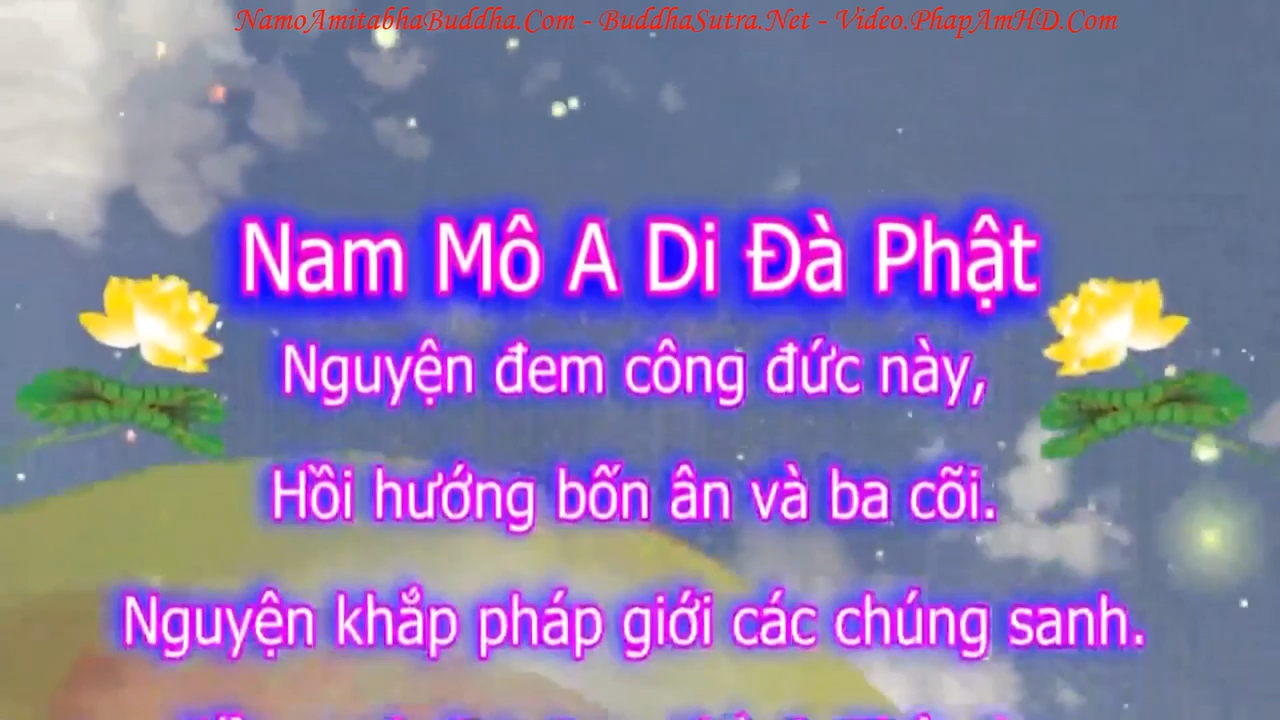 NamoAmitabhaBuddha.Com - BuddhaSutra.Net - Video.PhapAmHD.Com
Nam Mô A Di Đà Phật
Nguyện đem công đức này,
Hồi hướng bốn ân và ba cõi.
Nguyện khắp pháp giới các chúng sanh.